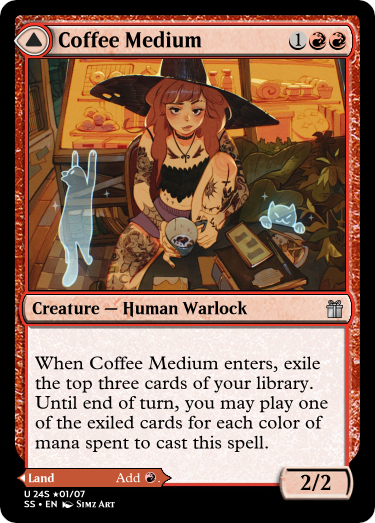 Coffee Medium 1
Creature — Human Warlock
When Coffee Medium enters, exile
the top three cards of your library.
Until end of turn, you may play one
of the exiled cards for each color of
mana spent to cast this spell.
Land Add .
2/2
U 245 ★01/07
SS • EN Simz Art